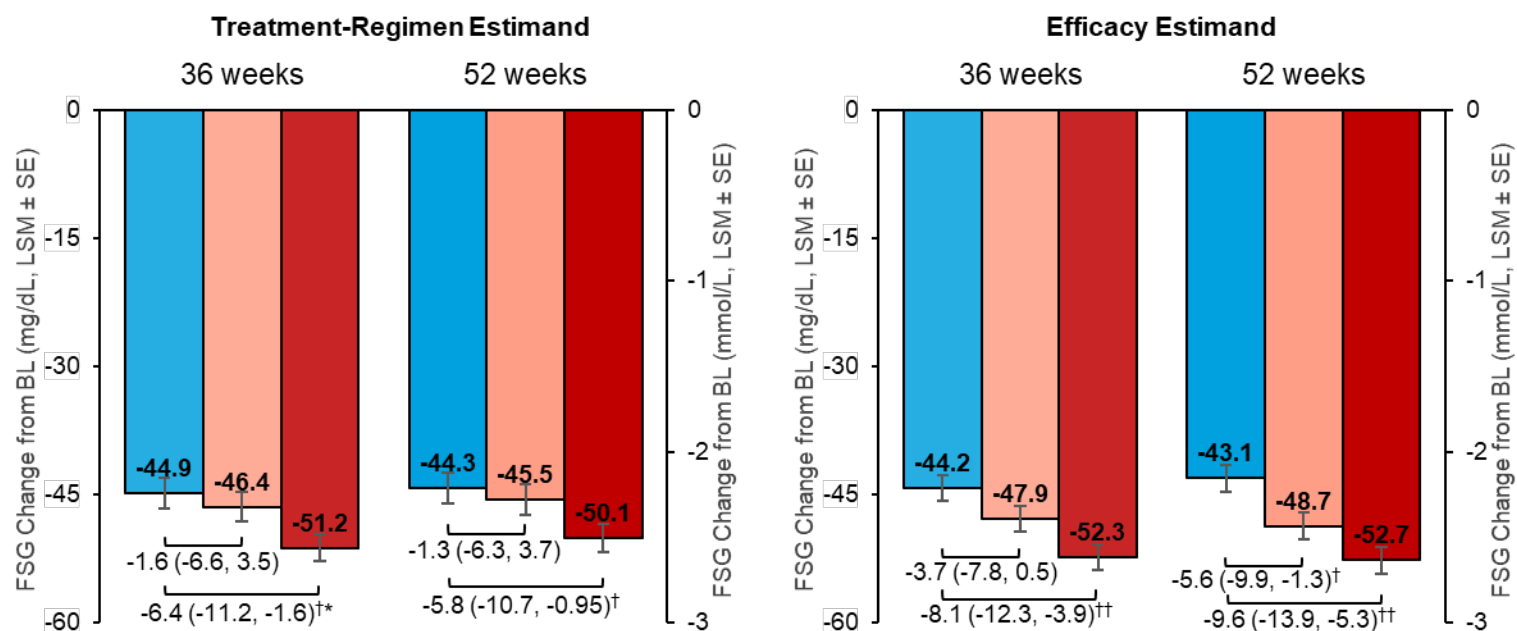 Treatment-Regimen Estimand
36 weeks
52 weeks
FSG Change from BL (mg/dL, LSM ± SE)
0
-15
-30
-45
-60
-44.9
-46.4
-51.2
-44.3
-45.5
-50.1
-1.6 (-6.6, 3.5)
-6.4 (-11.2, -1.6)†*
-1.3 (-6.3, 3.7)
-5.8 (-10.7, -0.95)†
0
-1
-2
-3
FSG Change from BL (mmol/L, LSM ± SE)
Efficacy Estimand
36 weeks
52 weeks
FSG Change from BL (mg/dL, LSM ± SE)
0
-15
-30
-45
-60
-44.2
-47.9
-52.3
-43.1
-48.7
-52.7
-3.7 (-7.8, 0.5)
-8.1 (-12.3, -3.9)††
-5.6 (-9.9, -1.3)†
-9.6 (-13.9, -5.3)††
0
-1
-2
-3
FSG Change from BL (mmol/L, LSM ± SE)